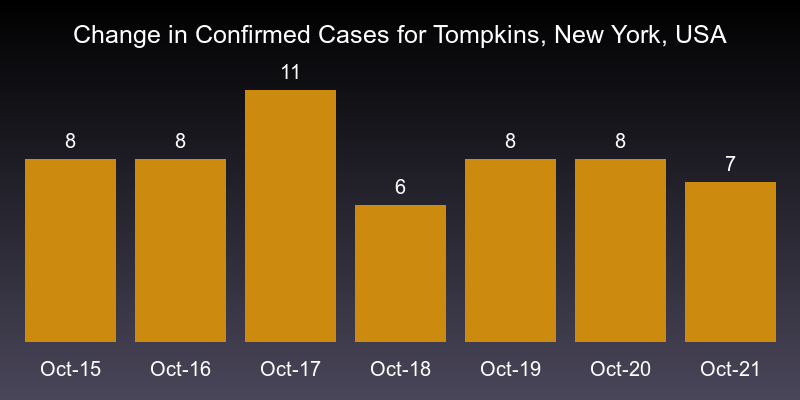 Change in Confirmed Cases for Tompkins, New York, USA
8
8
11
6
8
8
7
Oct-15
Oct-16
Oct-17
Oct-18
Oct-19
Oct-20
Oct-21